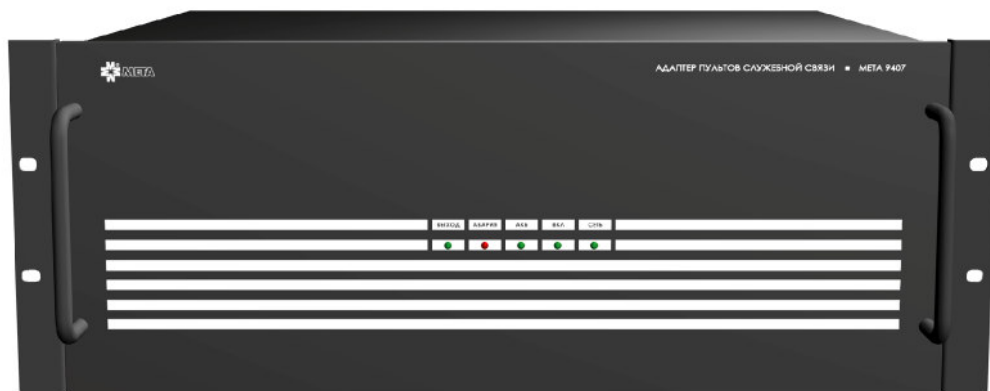 МЕТА
АДАПТЕР ПУЛЬТОВ СЛУЖЕБНОЙ СВЯЗИ ■ МЕТА 9407
ВЫХОД АВАРИЯ АКБ ВКЛ СЕТЬ